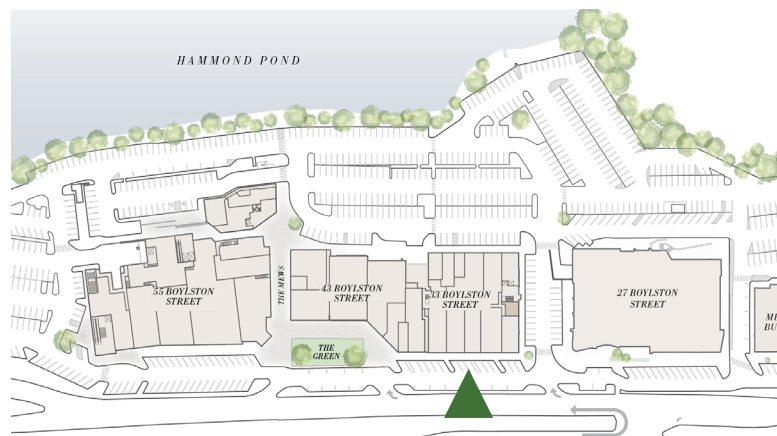 HAMMOND POND
55 BOYLSTON
STREET
THE MEWS
43 BOYLSTON
STREET
33 BOYLSTON
STREET
27 BOYLSTON
STREET
THE
GREEN